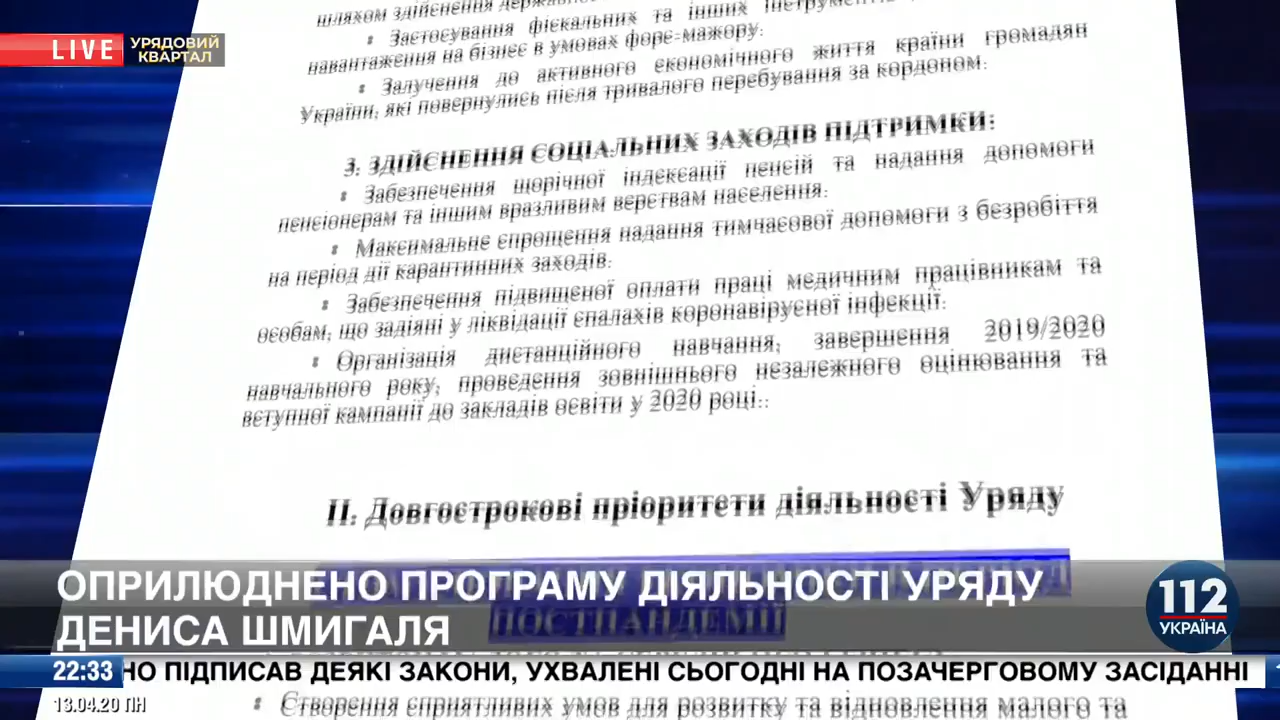 шляхом здійснення
Застосування фіскальних та інших
навантаження на бізнес в умовах форс-мажору.
Залучення до активного економічного життя країни громадян
України, які повернулись після тривалого перебування за кордоном.
3. ЗДІЙСНЕННЯ СОЦІАЛЬНИХ ЗАХОДІВ ПІДТРИМКИ:
Забезпечення щорічної індексації пенсій та надання допомоги
пенсіонерам та іншим вразливим верствам населення.
Максимальне спрощення надання тимчасової допомоги з безробіття
на період дії карантинних заходів.
Забезпечення підвищеної оплати праці медичним працівникам та
особам, що задіяні у ліквідації спалахів коронавірусної інфекції.
Організація дистанційного навчання, завершення 2019/2020
навчального року, проведення зовнішнього незалежного оцінювання та
вступної кампанії до закладів освіти у 2020 році..
II. Довгострокові пріоритети діяльності Уряду
ПОСТПАНДЕМІЇ
Створення сприятливих умов для розвитку та відновлення малого та
LIVE
УРЯДОВИЙ
КВАРТАЛ
ОПРИЛЮДНЕНО ПРОГРАМУ ДІЯЛЬНОСТІ УРЯДУ
ДЕНИСА ШМИГАЛЯ
112
УКРАЇНА
22:33 НО ПІДПИСАВ ДЕЯКІ ЗАКОНИ, УХВАЛЕНІ СЬОГОДНІ НА ПОЗАЧЕРГОВОМУ ЗАСІДАННІ
13.04.20 ПН